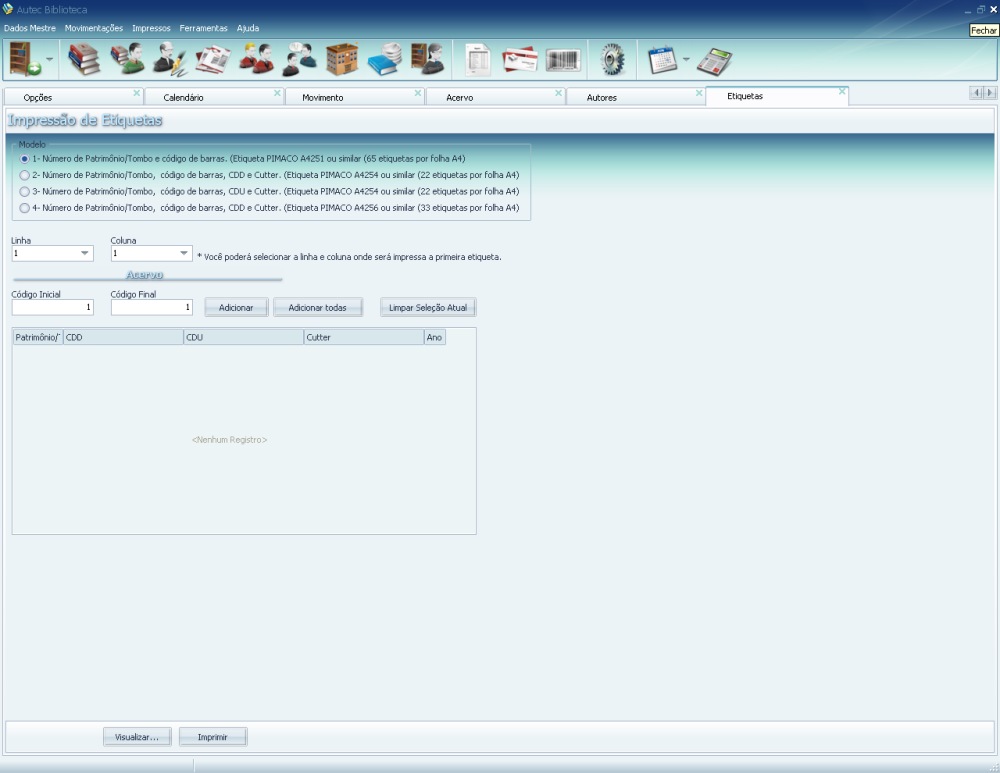 Autec Biblioteca
Dados Mestre Movimentações Impressos Ferramentas Ajuda
Fechar
Opções Calendário Movimento Acervo Autores Etiquetas
Impressão de Etiquetas
Modelo
1- Número de Patrimônio/Tombo e código de barras. (Etiqueta PIMACO A4251 ou similar (65 etiquetas por folha A4)
2- Número de Patrimônio/Tombo, código de barras, CDD e Cutter. (Etiqueta PIMACO A4254 ou similar (22 etiquetas por folha A4)
3- Número de Patrimônio/Tombo, código de barras, CDU e Cutter. (Etiqueta PIMACO A4254 ou similar (22 etiquetas por folha A4)
4- Número de Patrimônio/Tombo, código de barras, CDD e Cutter. (Etiqueta PIMACO A4256 ou similar (33 etiquetas por folha A4)
Linha Coluna
1 1 * Você poderá selecionar a linha e coluna onde será impressa a primeira etiqueta.
Acervo
Código Inicial Código Final
1 1 Adicionar Adicionar todas Limpar Seleção Atual
Patrimônio/ CDD CDU Cutter Ano
<Nenhum Registro>
Visualizar... Imprimir